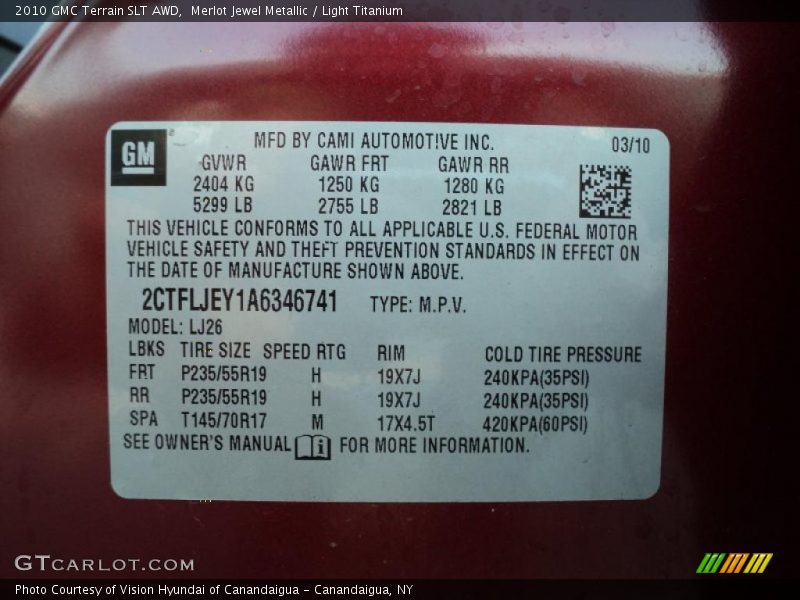 2010 GMC Terrain SLT AWD,  Merlot Jewel Metallic / Light Titanium
GM
MFD BY CAMI AUTOMOTIVE INC.
03/10
GVWR GAWR FRT GAWR RR
2404 KG 1250 KG 1280 KG
5299 LB 2755 LB 2821 LB
THIS VEHICLE CONFORMS TO ALL APPLICABLE U.S. FEDERAL MOTOR
VEHICLE SAFETY AND THEFT PREVENTION STANDARDS IN EFFECT ON
THE DATE OF MANUFACTURE SHOWN ABOVE.
2CTFLJEY1A6346741 TYPE: M.P.V.
MODEL: LJ26
LBKS TIRE SIZE SPEED RTG RIM COLD TIRE PRESSURE
FRT P235/55R19 H 19X7J 240KPA(35PSI)
RR P235/55R19 H 19X7J 240KPA(35PSI)
SPA T145/70R17 M 17X4.5T 420KPA(60PSI)
SEE OWNER'S MANUAL i FOR MORE INFORMATION.
GTCARLOT.COM
Photo Courtesy of Vision Hyundai of Canandaigua - Canandaigua, NY